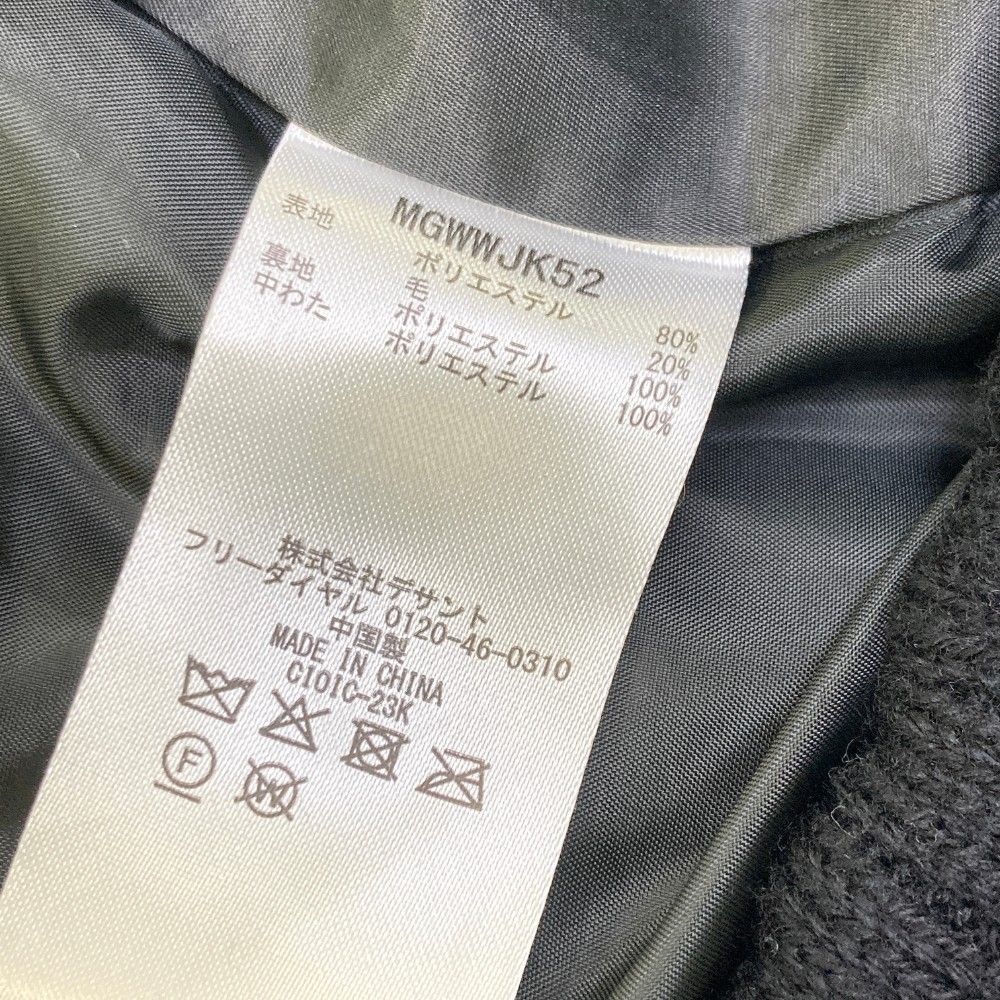 MGWWJK52
表地 ポリエステル 80%
毛 20%
裏地 ポリエステル 100%
中わた ポリエステル 100%
株式会社デサント
フリーダイヤル 0120-46-0310
中国製
MADE IN CHINA
CIOIC-23K
F
W